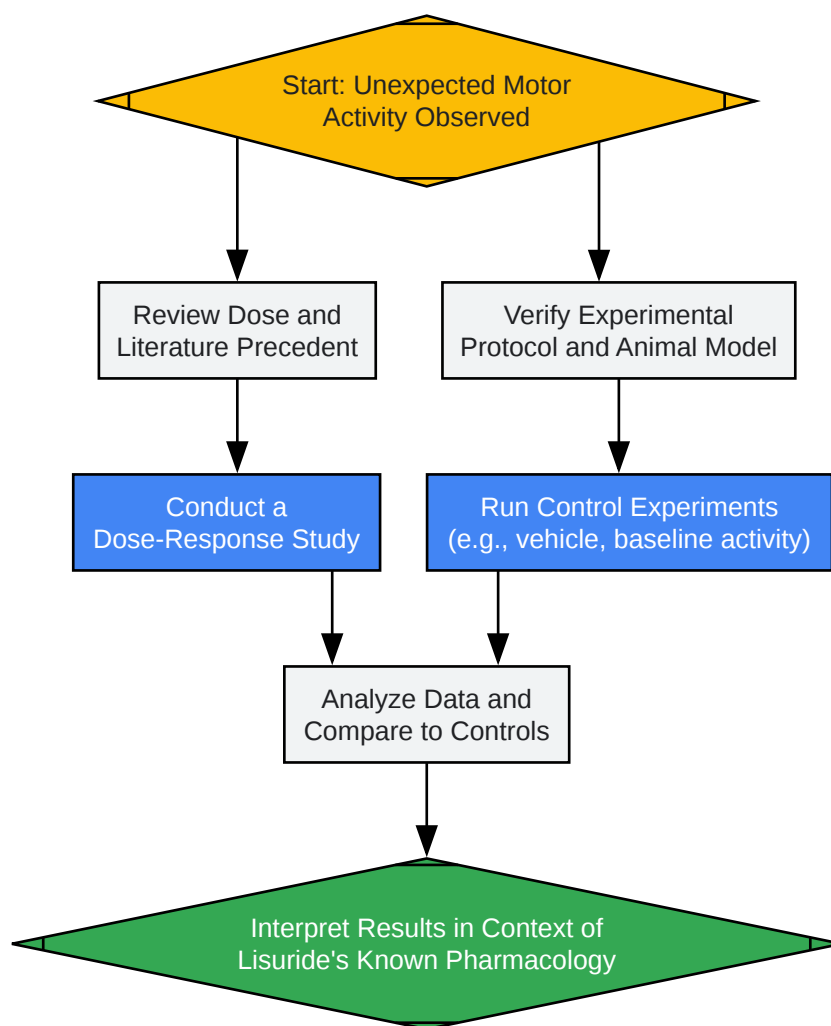 Start: Unexpected Motor
Activity Observed
Review Dose and
Literature Precedent
Verify Experimental
Protocol and Animal Model
Conduct a
Dose-Response Study
Run Control Experiments
(e.g., vehicle, baseline activity)
Analyze Data and
Compare to Controls
Interpret Results in Context of
Lisuride's Known Pharmacology